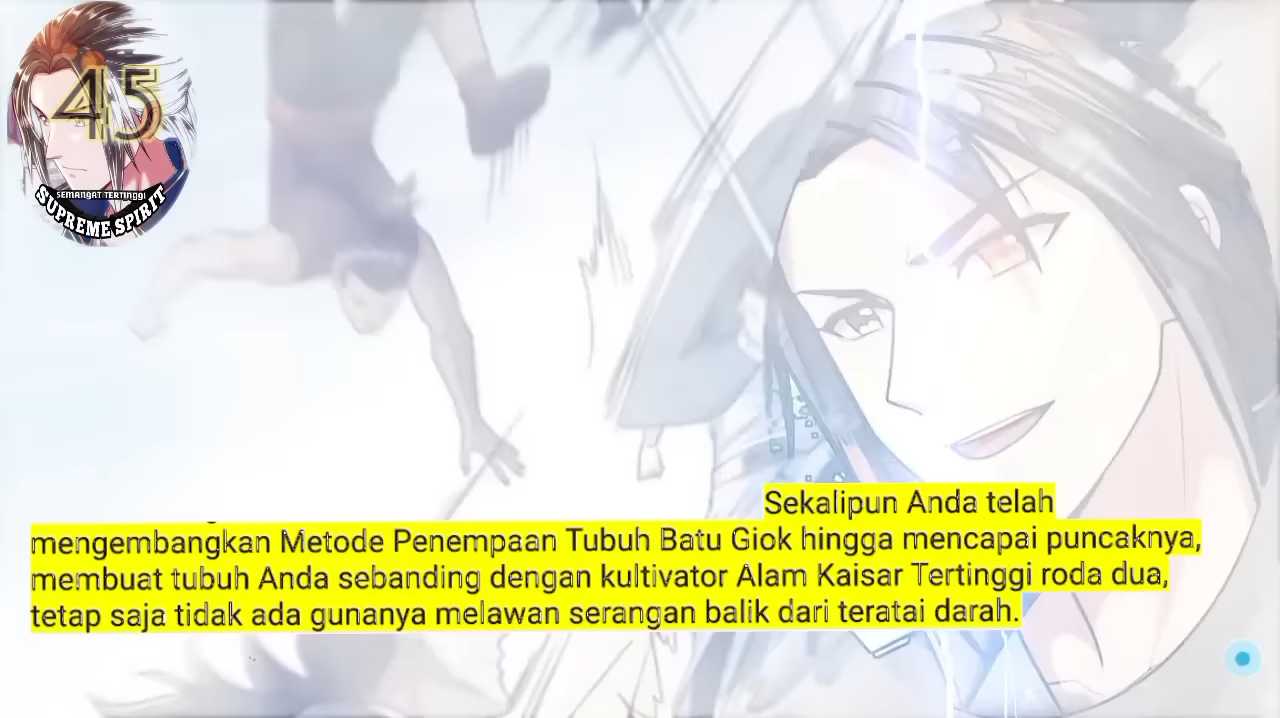 45
SEMANGAT TERTINGGI
SUPREME SPIRIT
Sekalipun Anda telah
mengembangkan Metode Penempaan Tubuh Batu Giok hingga mencapai puncaknya,
membuat tubuh Anda sebanding dengan kultivator Alam Kaisar Tertinggi roda dua,
tetap saja tidak ada gunanya melawan serangan balik dari teratai darah.